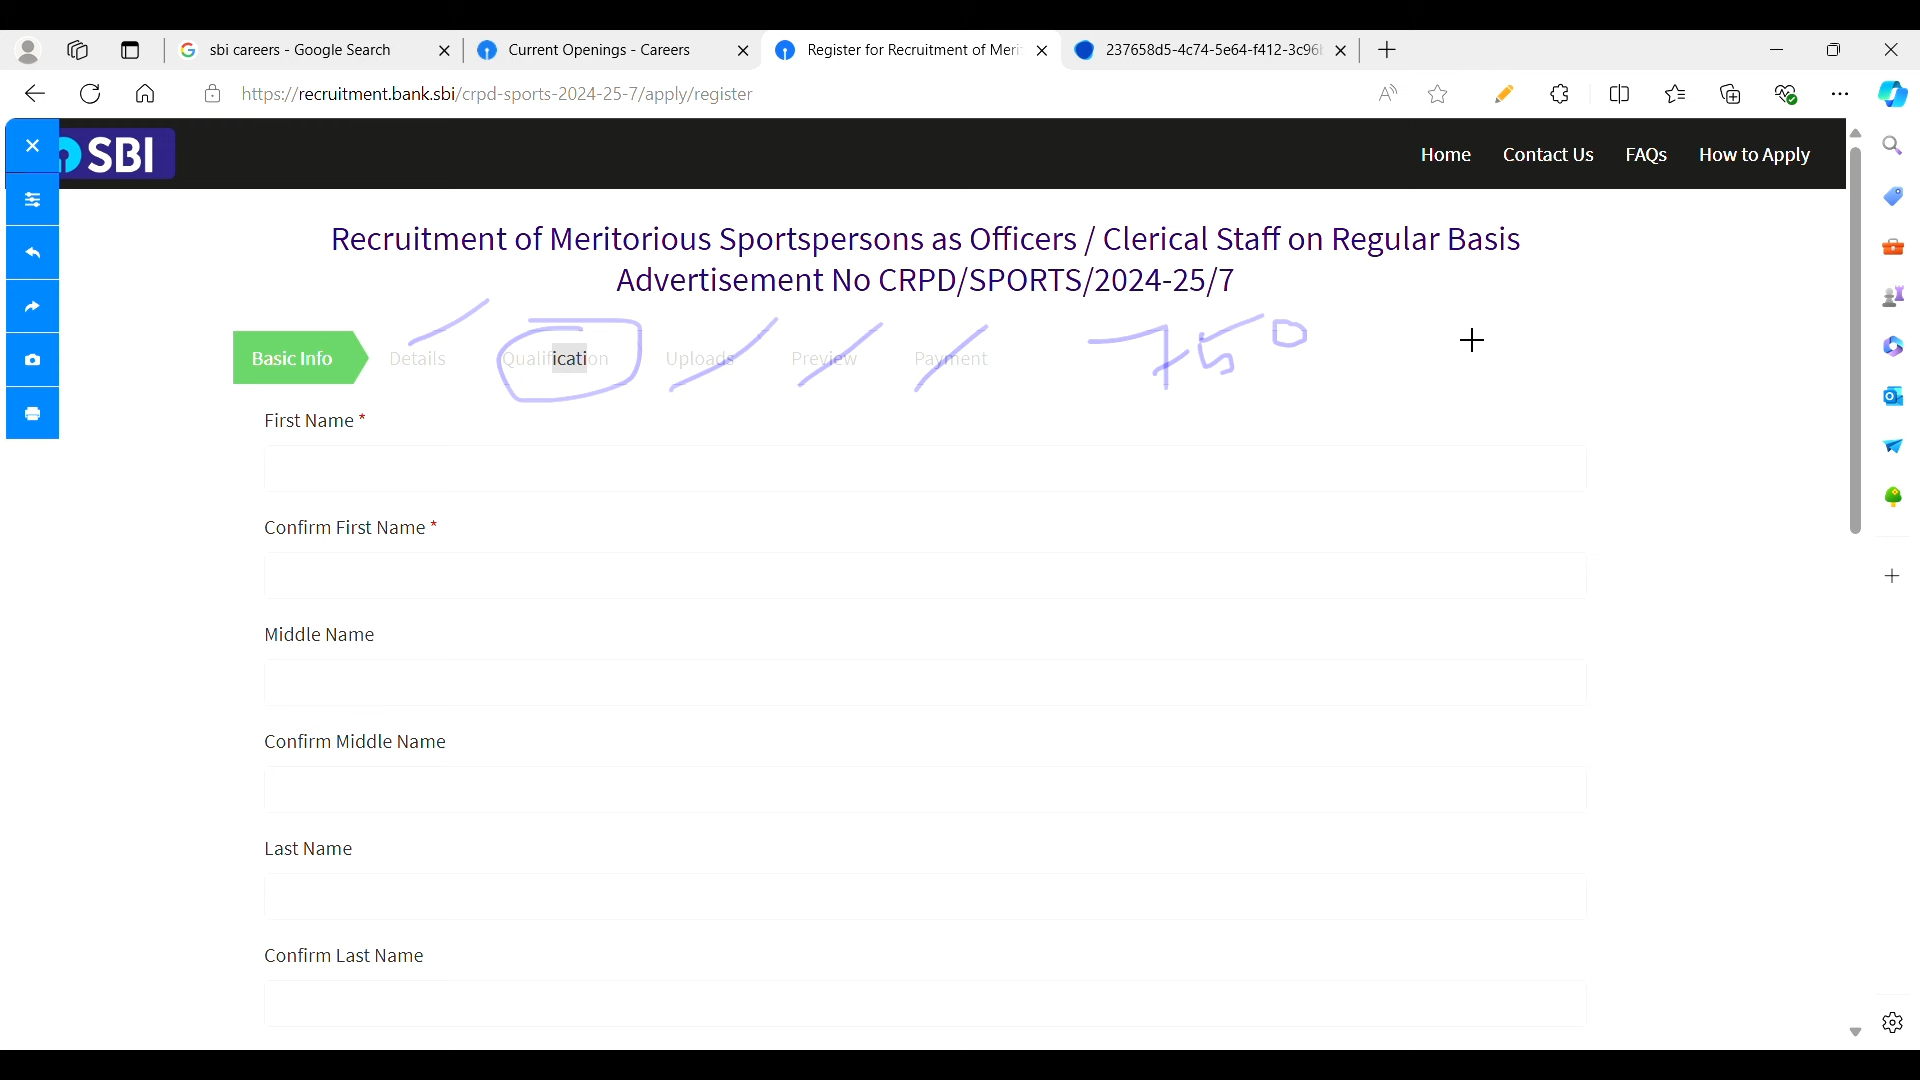 sbi careers - Google Search
Current Openings - Careers
Register for Recruitment of Meri
237658d5-4c74-5e64-f412-3c96
https://recruitment.bank.sbi/crpd-sports-2024-25-7/apply/register
SBI
Home Contact Us FAQs How to Apply
Recruitment of Meritorious Sportspersons as Officers / Clerical Staff on Regular Basis
Advertisement No CRPD/SPORTS/2024-25/7
Basic Info Details Qualification Uploads Preview Payment 750
First Name *
Confirm First Name *
Middle Name
Confirm Middle Name
Last Name
Confirm Last Name